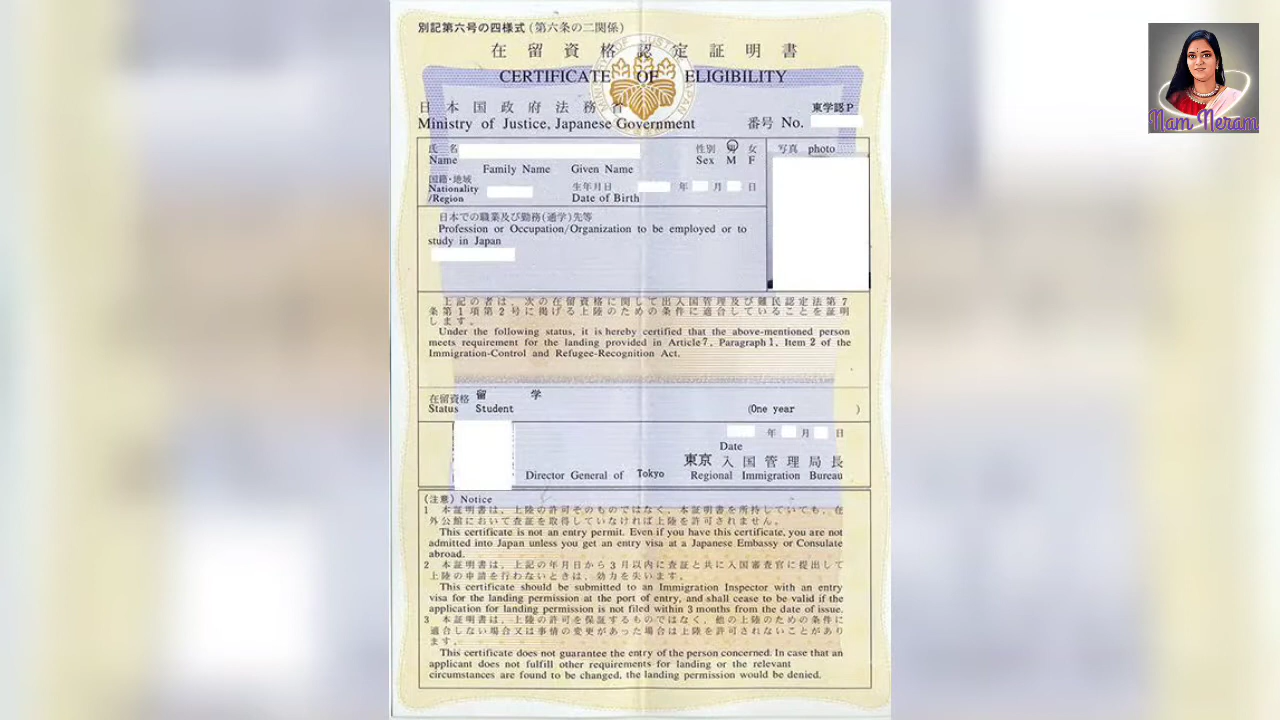 別記第六号の四様式(第六条の二関係)
在留資格認定証明書
CERTIFICATE OF ELIGIBILITY
日本国政府法務省
東学認P
Ministry of Justice, Japanese Government
番号 No.
氏 名
Name
Family Name Given Name
性別 男 女
Sex M F
写真 photo
国籍・地域
Nationality
/Region
生年月日 年 月 日
Date of Birth
日本での職業及び勤務(通学)先等
Profession or Occupation/Organization to be employed or to
study in Japan
上記の者は、次の在留資格に関して出入国管理及び難民認定法第7
条第1項第2号に掲げる上陸のための条件に適合していることを証明
します。
Under the following status, it is hereby certified that the above-mentioned person
meets requirement for the landing provided in Article 7, Paragraph 1, Item 2 of the
Immigration-Control and Refugee-Recognition Act.
在留資格 留 学
Status Student (One year )
年 月 日
Date
東京 入国管理局長
Director General of Tokyo Regional Immigration Bureau
(注意) Notice
1 本証明書は、上陸の許可そのものではなく、本証明書を所持していても、在
外公館において査証を取得していなければ上陸を許可されません。
This certificate is not an entry permit. Even if you have this certificate, you are not
admitted into Japan unless you get an entry visa at a Japanese Embassy or Consulate
abroad.
2 本証明書は、上記の年月日から3月以内に査証と共に入国審査官に提出して
上陸の申請を行わないときは、効力を失います。
This certificate should be submitted to an Immigration Inspector with an entry
visa for the landing permission at the port of entry, and shall cease to be valid if the
application for landing permission is not filed within 3 months from the date of issue.
3 本証明書は、上陸の許可を保証するものではなく、他の上陸のための条件に
適合しない場合又は事情の変更があった場合は上陸を許可されないことがあり
ます。
This certificate does not guarantee the entry of the person concerned. In case that an
applicant does not fulfill other requirements for landing or the relevant
circumstances are found to be changed, the landing permission would be denied.
Nam Neram